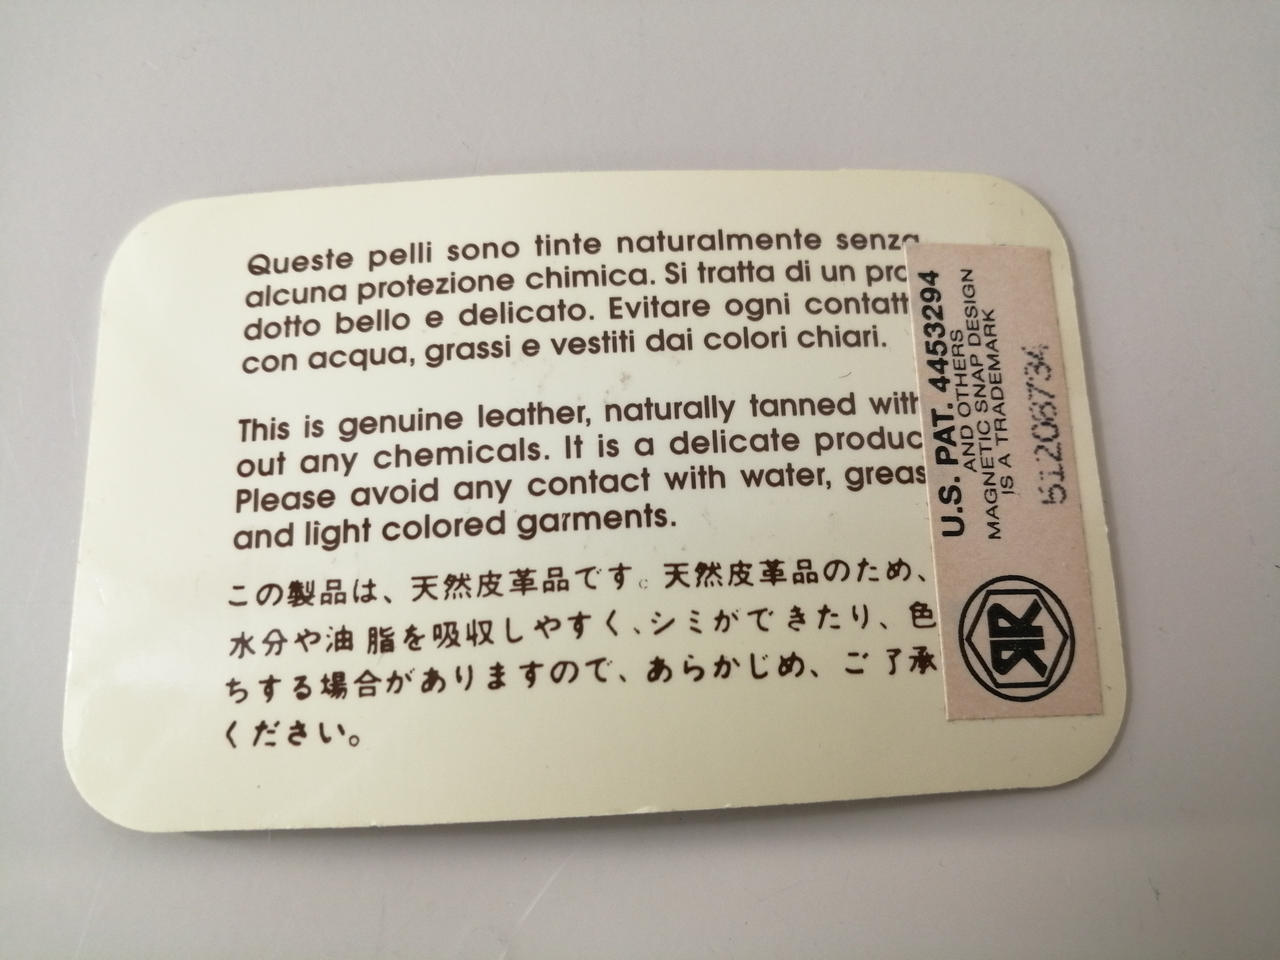 Queste pelli sono tinte naturalmente senza
alcuna protezione chimica. Si tratta di un pro
dotto bello e delicato. Evitare ogni contatt
con acqua, grassi e vestiti dai colori chiari.
This is genuine leather, naturally tanned with
out any chemicals. It is a delicate produc
Please avoid any contact with water, greas
and light colored garments.
この製品は、天然皮革品です。天然皮革品のため、
水分や油脂を吸収しやすく、シミができたり、色
ちする場合がありますので、あらかじめ、ご了承
ください。
U.S. PAT. 4453294
AND OTHERS
MAGNETIC SNAP DESIGN
IS A TRADEMARK